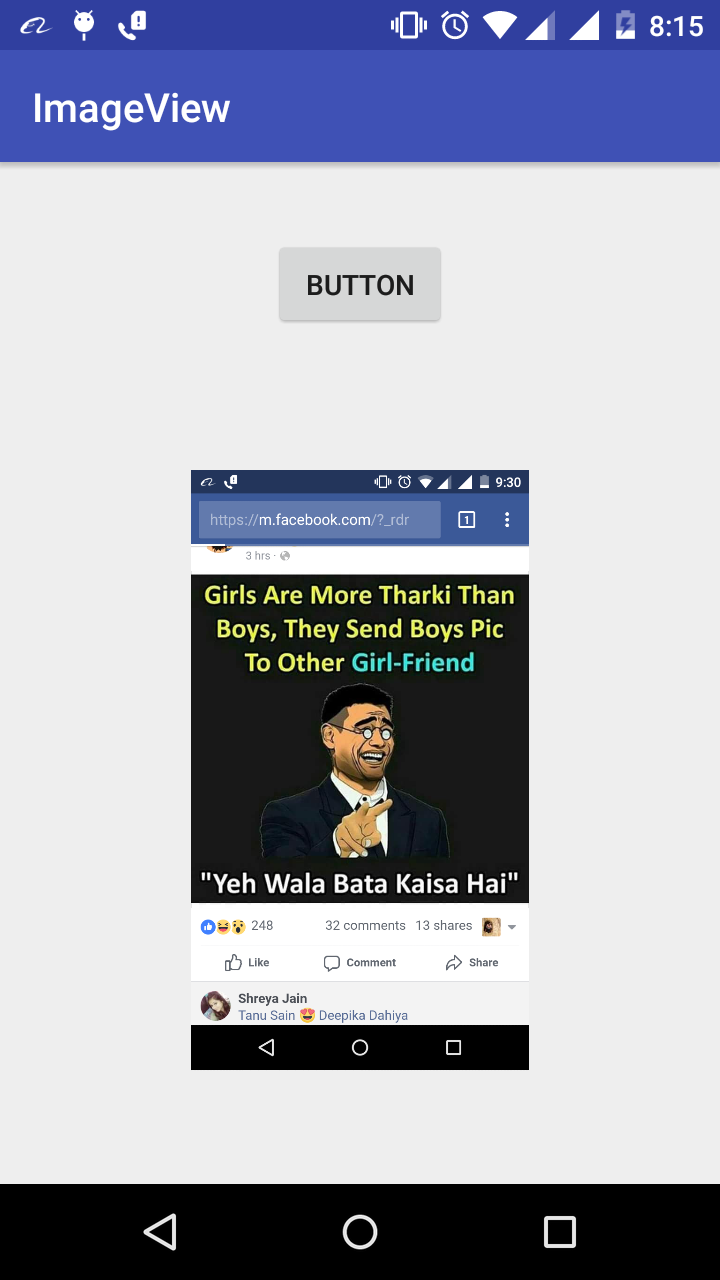 8:15
ImageView
BUTTON
9:30
https://m.facebook.com/?_rdr
1
3 hrs ·
Girls Are More Tharki Than
Boys, They Send Boys Pic
To Other Girl-Friend
"Yeh Wala Bata Kaisa Hai"
248 32 comments 13 shares
Like Comment Share
Shreya Jain
Tanu Sain 😍 Deepika Dahiya